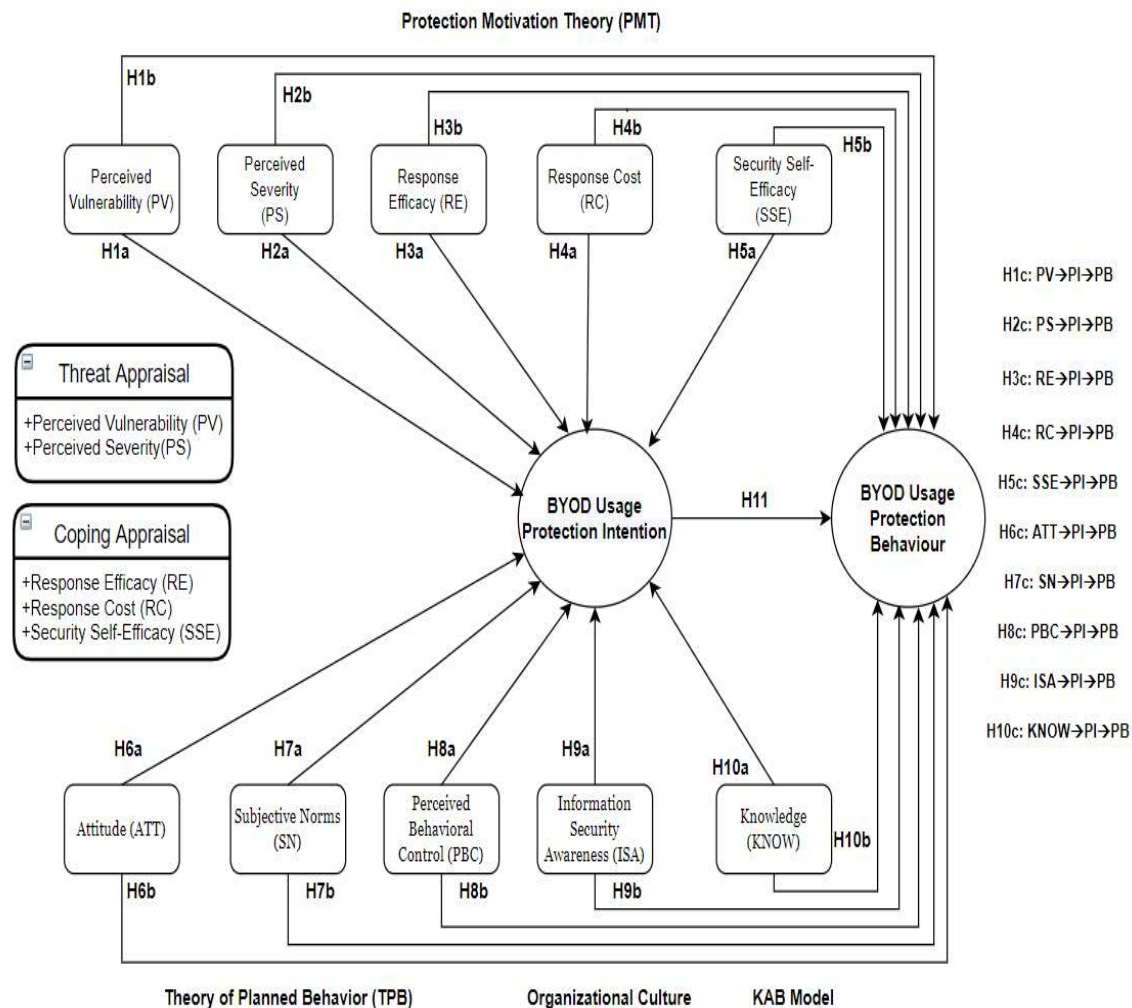 Protection Motivation Theory (PMT)
H1b
H2b
H3b
H4b
H5b
Perceived
Vulnerability (PV)
Perceived
Severity
(PS)
Response
Efficacy (RE)
Response Cost
(RC)
Security Self-
Efficacy
(SSE)
H1a
H2a
H3a
H4a
H5a
Threat Appraisal
+Perceived Vulnerability (PV)
+Perceived Severity(PS)
Coping Appraisal
+Response Efficacy (RE)
+Response Cost (RC)
+Security Self-Efficacy (SSE)
BYOD Usage
Protection Intention
H11
BYOD Usage
Protection
Behaviour
H1c: PV→PI→PB
H2c: PS→PI→PB
H3c: RE→PI→PB
H4c: RC→PI→PB
H5c: SSE→PI→PB
H6c: ATT→PI→PB
H7c: SN→PI→PB
H8c: PBC→PI→PB
H9c: ISA→PI→PB
H10c: KNOW→PI→PB
H6a
H7a
H8a
H9a
H10a
Attitude (ATT)
Subjective Norms
(SN)
Perceived
Behavioral
Control (PBC)
Information
Security
Awareness (ISA)
Knowledge
(KNOW)
H6b
H7b
H8b
H9b
H10b
Theory of Planned Behavior (TPB)
Organizational Culture
KAB Model